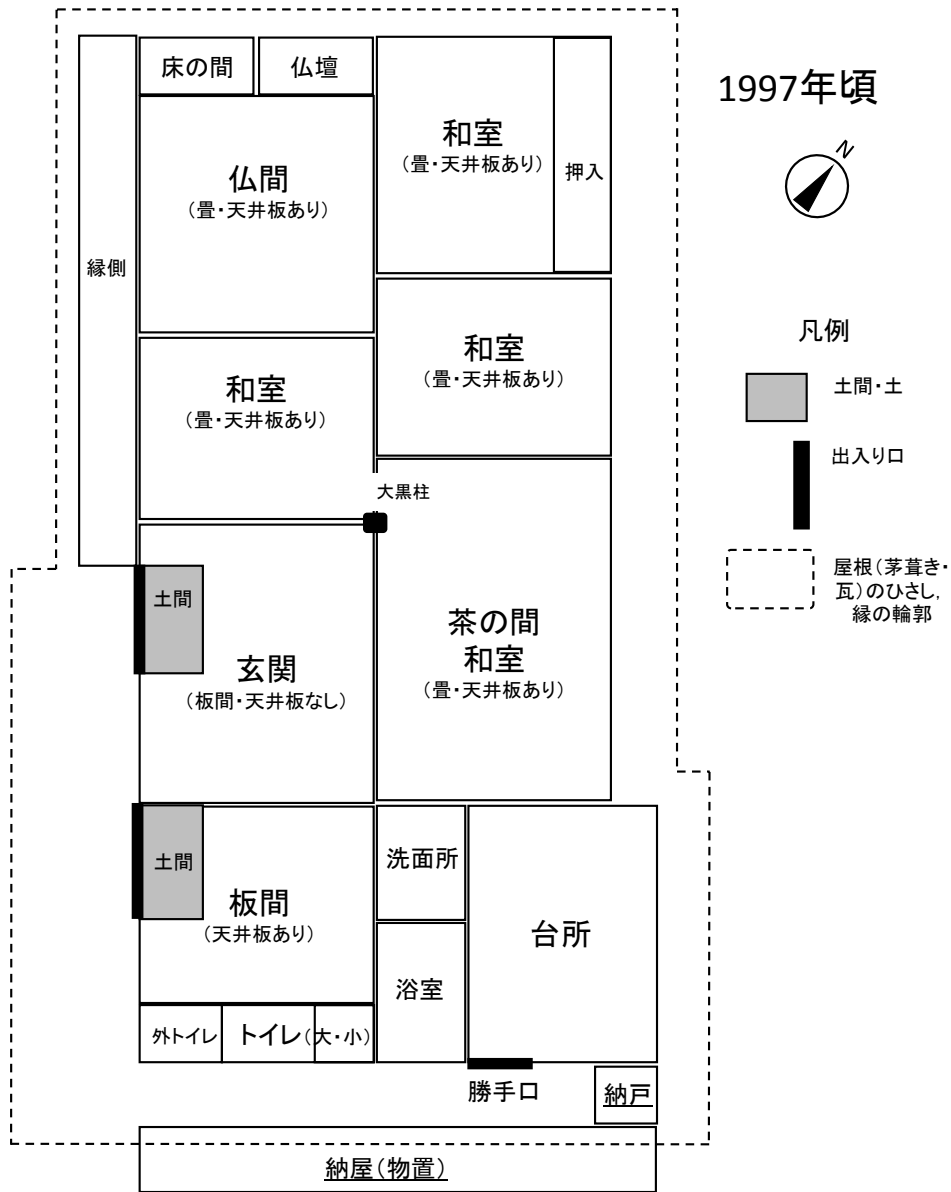 1997年頃
N
床の間
仏壇
仏間
（畳・天井板あり）
和室
（畳・天井板あり）
押入
縁側
和室
（畳・天井板あり）
和室
（畳・天井板あり）
大黒柱
土間
玄関
（板間・天井板なし）
茶の間
和室
（畳・天井板あり）
土間
板間
（天井板あり）
洗面所
浴室
台所
外トイレ
トイレ（大・小）
勝手口
納戸
納屋（物置）
凡例
土間・土
出入り口
屋根（茅葺き・
瓦）のひさし，
縁の輪郭